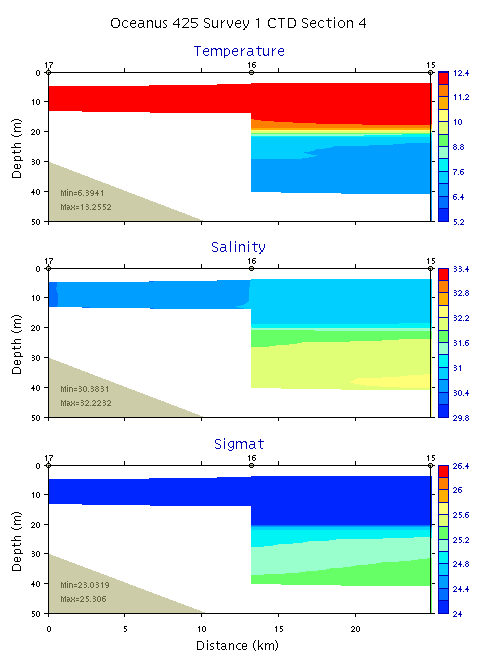 Oceanus 425 Survey 1 CTD Section 4
Temperature
17 16 15
0
10
20
30
40
50
Depth (m)
Min=6.3941
Max=13.2552
12.4
11.2
10
8.8
7.6
6.4
5.2
Salinity
17 16 15
0
10
20
30
40
50
Depth (m)
Min=30.3831
Max=32.2232
33.4
32.8
32.2
31.6
31
30.4
29.8
Sigmat
17 16 15
0
10
20
30
40
50
Depth (m)
Min=23.0319
Max=25.306
26.4
26
25.6
25.2
24.8
24.4
24
0 5 10 15 20
Distance (km)